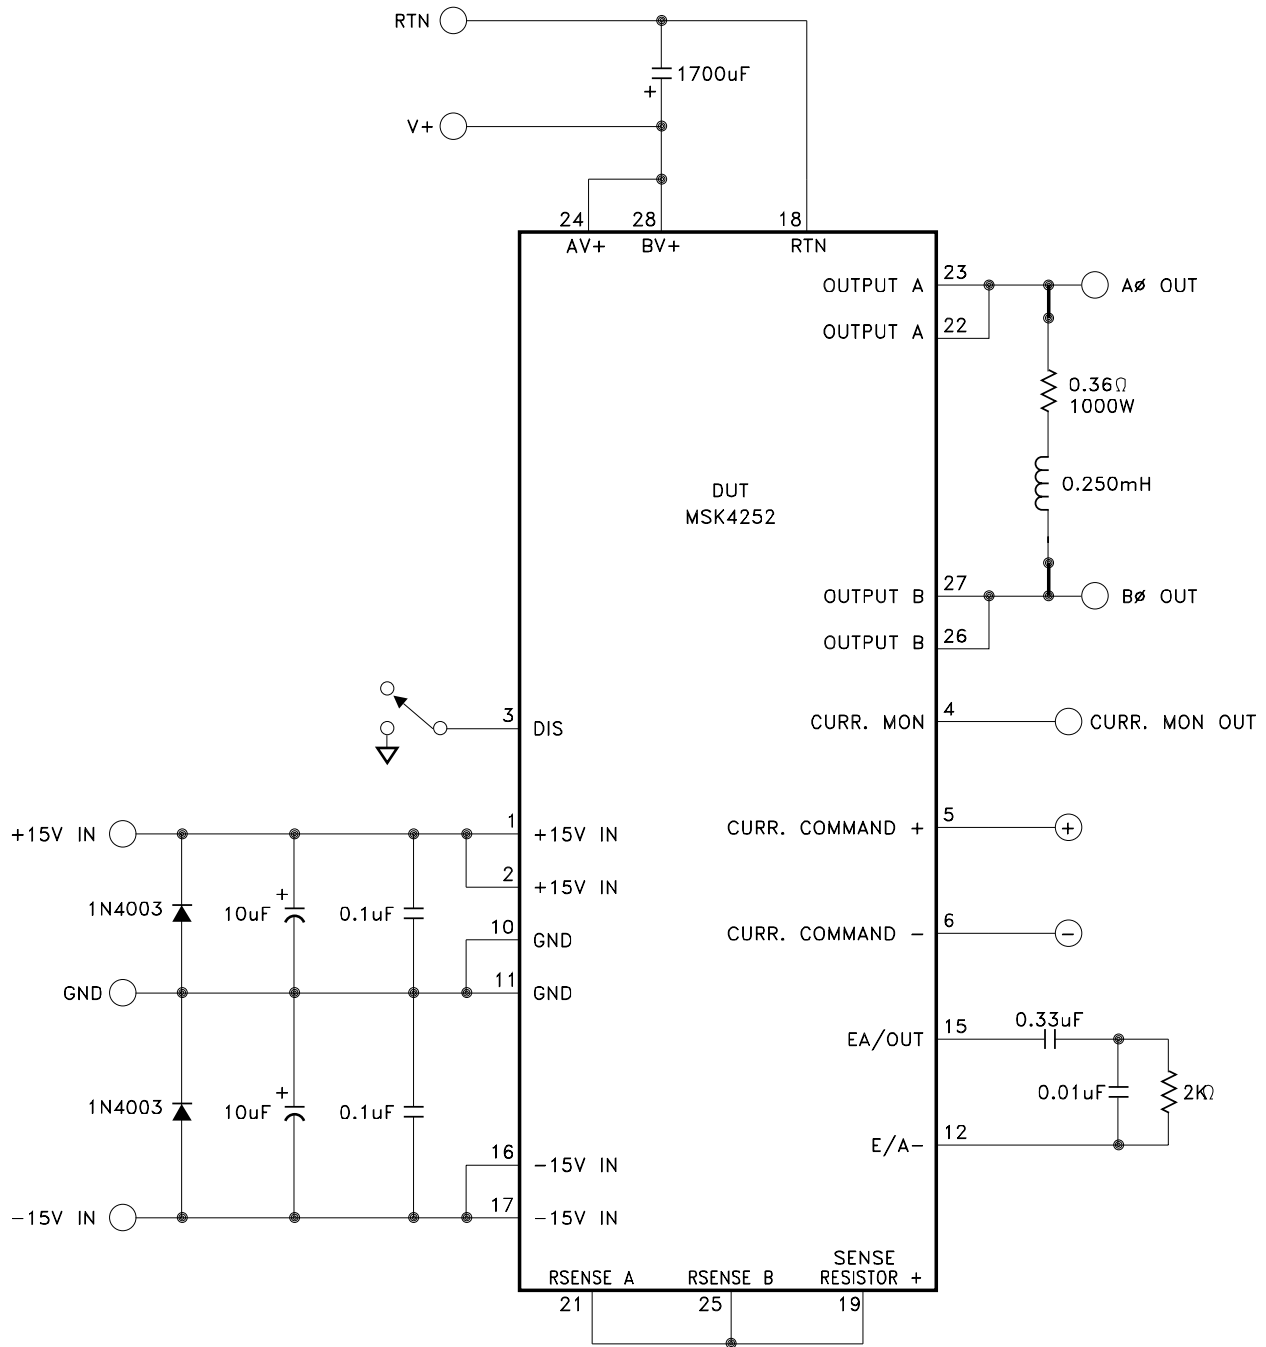 RTN
1700uF
+
V+
24
28
18
AV+
BV+
RTN
OUTPUT A
23
AØ OUT
OUTPUT A
22
0.36Ω
1000W
0.250mH
DUT
MSK4252
OUTPUT B
27
BØ OUT
OUTPUT B
26
3
DIS
CURR. MON
4
CURR. MON OUT
+15V IN
1
+15V IN
CURR. COMMAND +
5
+
2
+15V IN
1N4003
+
10uF
0.1uF
10
GND
CURR. COMMAND -
6
-
GND
11
GND
EA/OUT
15
0.33uF
1N4003
+
10uF
0.1uF
0.01uF
2KΩ
E/A-
12
16
-15V IN
-15V IN
17
-15V IN
RSENSE A
RSENSE B
SENSE
RESISTOR +
21
25
19